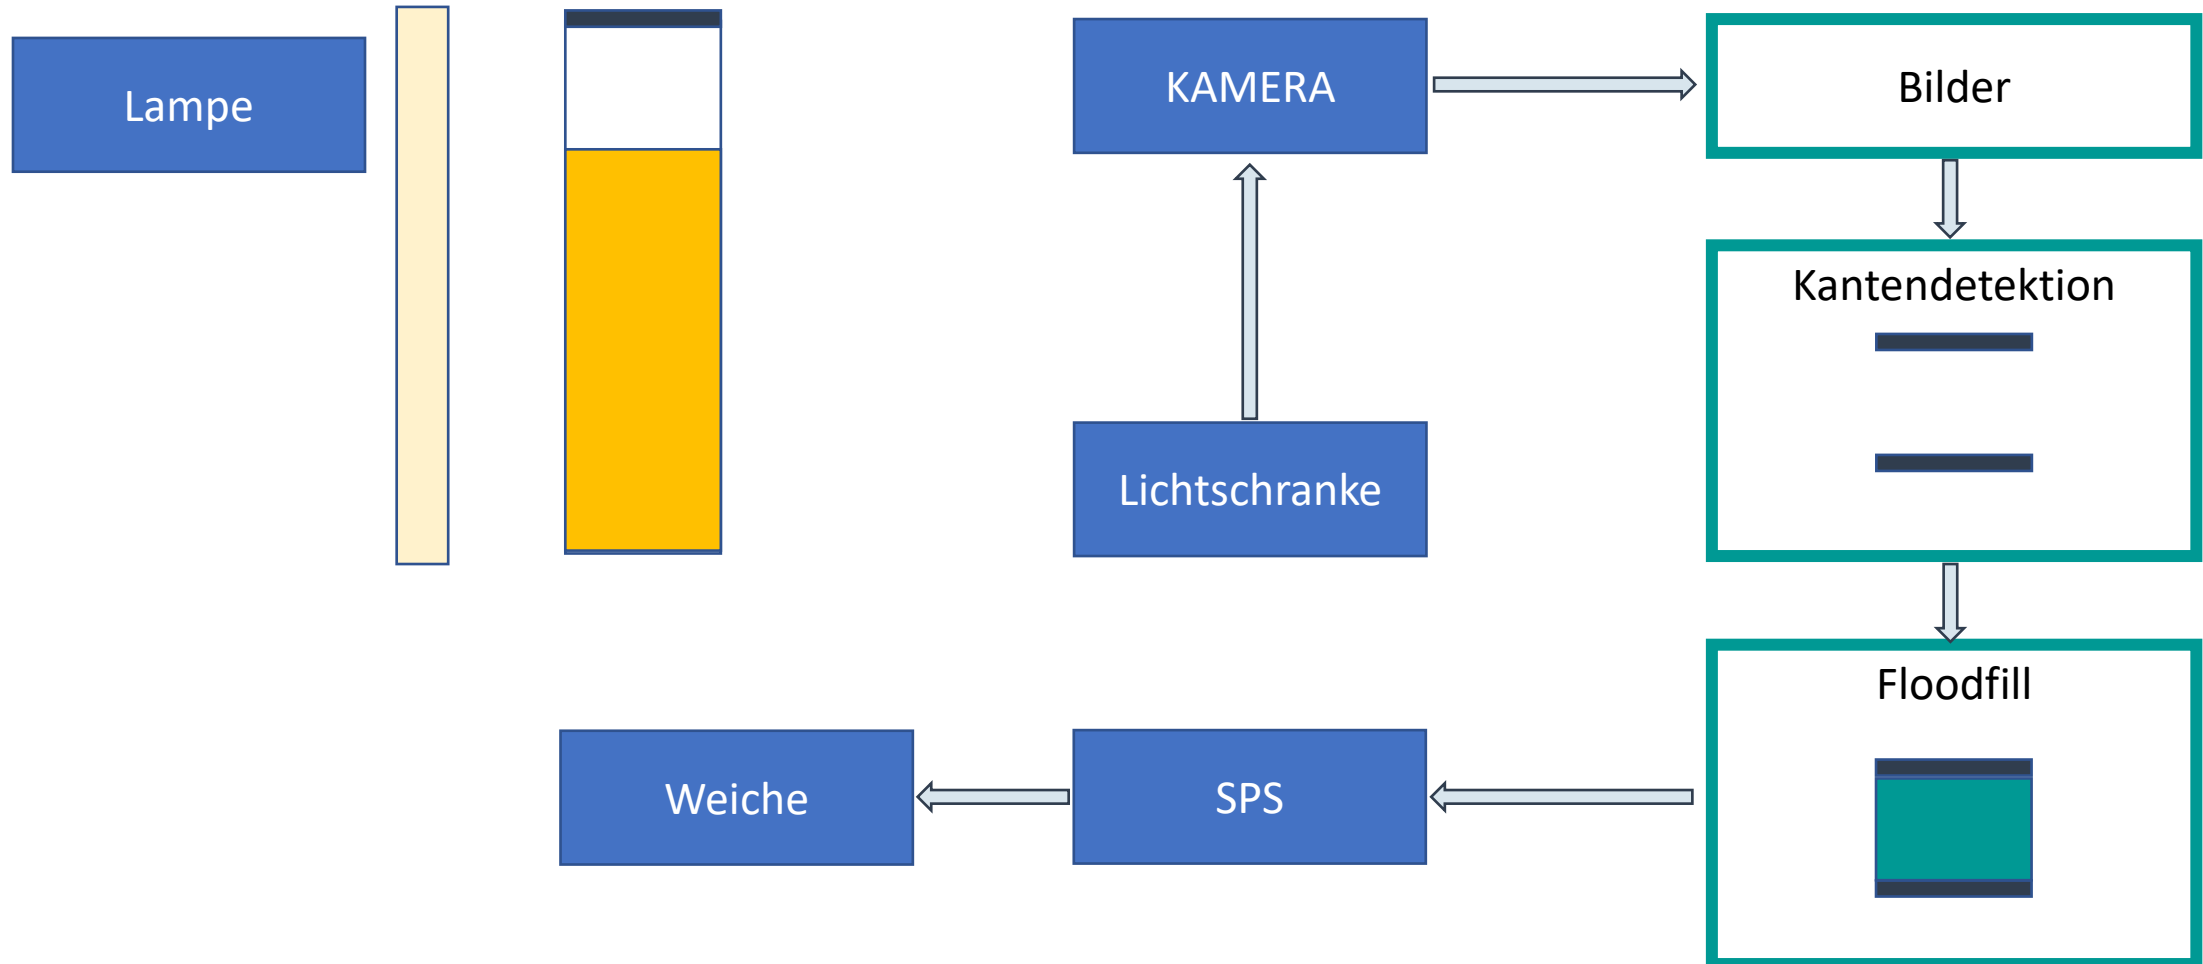 Lampe
KAMERA
Bilder
Kantendetektion
Lichtschranke
Floodfill
Weiche
SPS